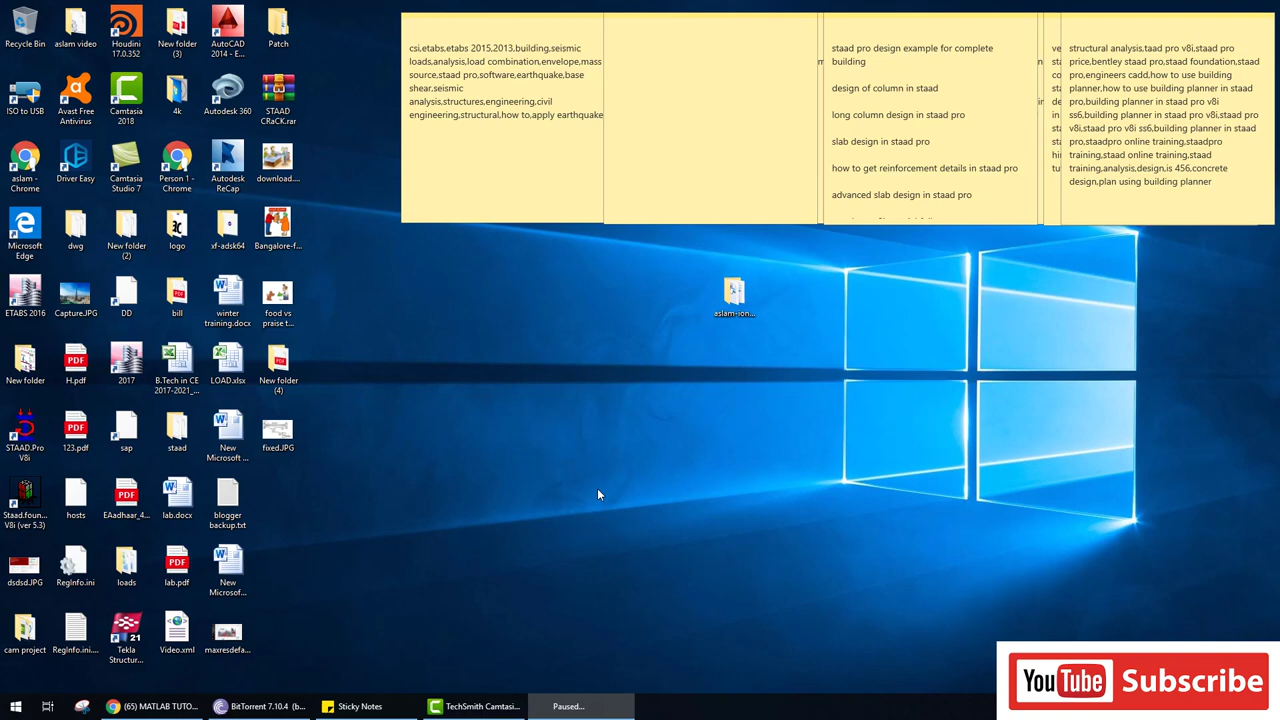 csi,etabs,etabs 2015,2013,building,seismic
loads,analysis,load combination,envelope,mass
source,staad pro,software,earthquake,base
shear,seismic
analysis,structures,engineering,civil
engineering,structural,how to,apply earthquake
staad pro design example for complete
building
design of column in staad
long column design in staad pro
slab design in staad pro
how to get reinforcement details in staad pro
advanced slab design in staad pro
structural analysis,taad pro v8i,staad pro
price,bentley staad pro,staad foundation,staad
pro,engineers cadd,how to use building
planner,how to use building planner in staad
pro,building planner in staad pro v8i
ss6,building planner in staad pro v8i,staad pro
v8i,staad pro v8i ss6,building planner in staad
pro,staadpro online training,staadpro
training,staad online training,staad
training,analysis,design,is 456,concrete
design,plan using building planner
Recycle Bin
aslam video
Houdini
17.0.352
New folder
(3)
AutoCAD
2014 - E...
Patch
ISO to USB
Avast Free
Antivirus
Camtasia
2018
4k
Autodesk 360
STAAD
CRaCK.rar
aslam -
Chrome
Driver Easy
Camtasia
Studio 7
Person 1 -
Chrome
Autodesk
ReCap
download....
Microsoft
Edge
dwg
New folder
(2)
logo
xf-adsk64
Bangalore-f...
ETABS 2016
Capture.JPG
DD
bill
winter
training.docx
food vs
praise t...
aslam-ion...
New folder
H.pdf
2017
B.Tech in CE
2017-2021_...
LOAD.xlsx
New folder
(4)
STAAD.Pro
V8i
123.pdf
sap
staad
New
Microsoft ...
fixed.JPG
Staad.foun...
V8i (ver 5.3)
hosts
EAadhaar_4...
lab.docx
blogger
backup.txt
dsdsd.JPG
RegInfo.ini
loads
lab.pdf
New
Microsof...
cam project
RegInfo.ini....
Tekla
Structur...
21
Video.xml
maxresdefa...
YouTube Subscribe
(65) MATLAB TUTO...
BitTorrent 7.10.4 (b...
Sticky Notes
TechSmith Camtasi...
Paused...